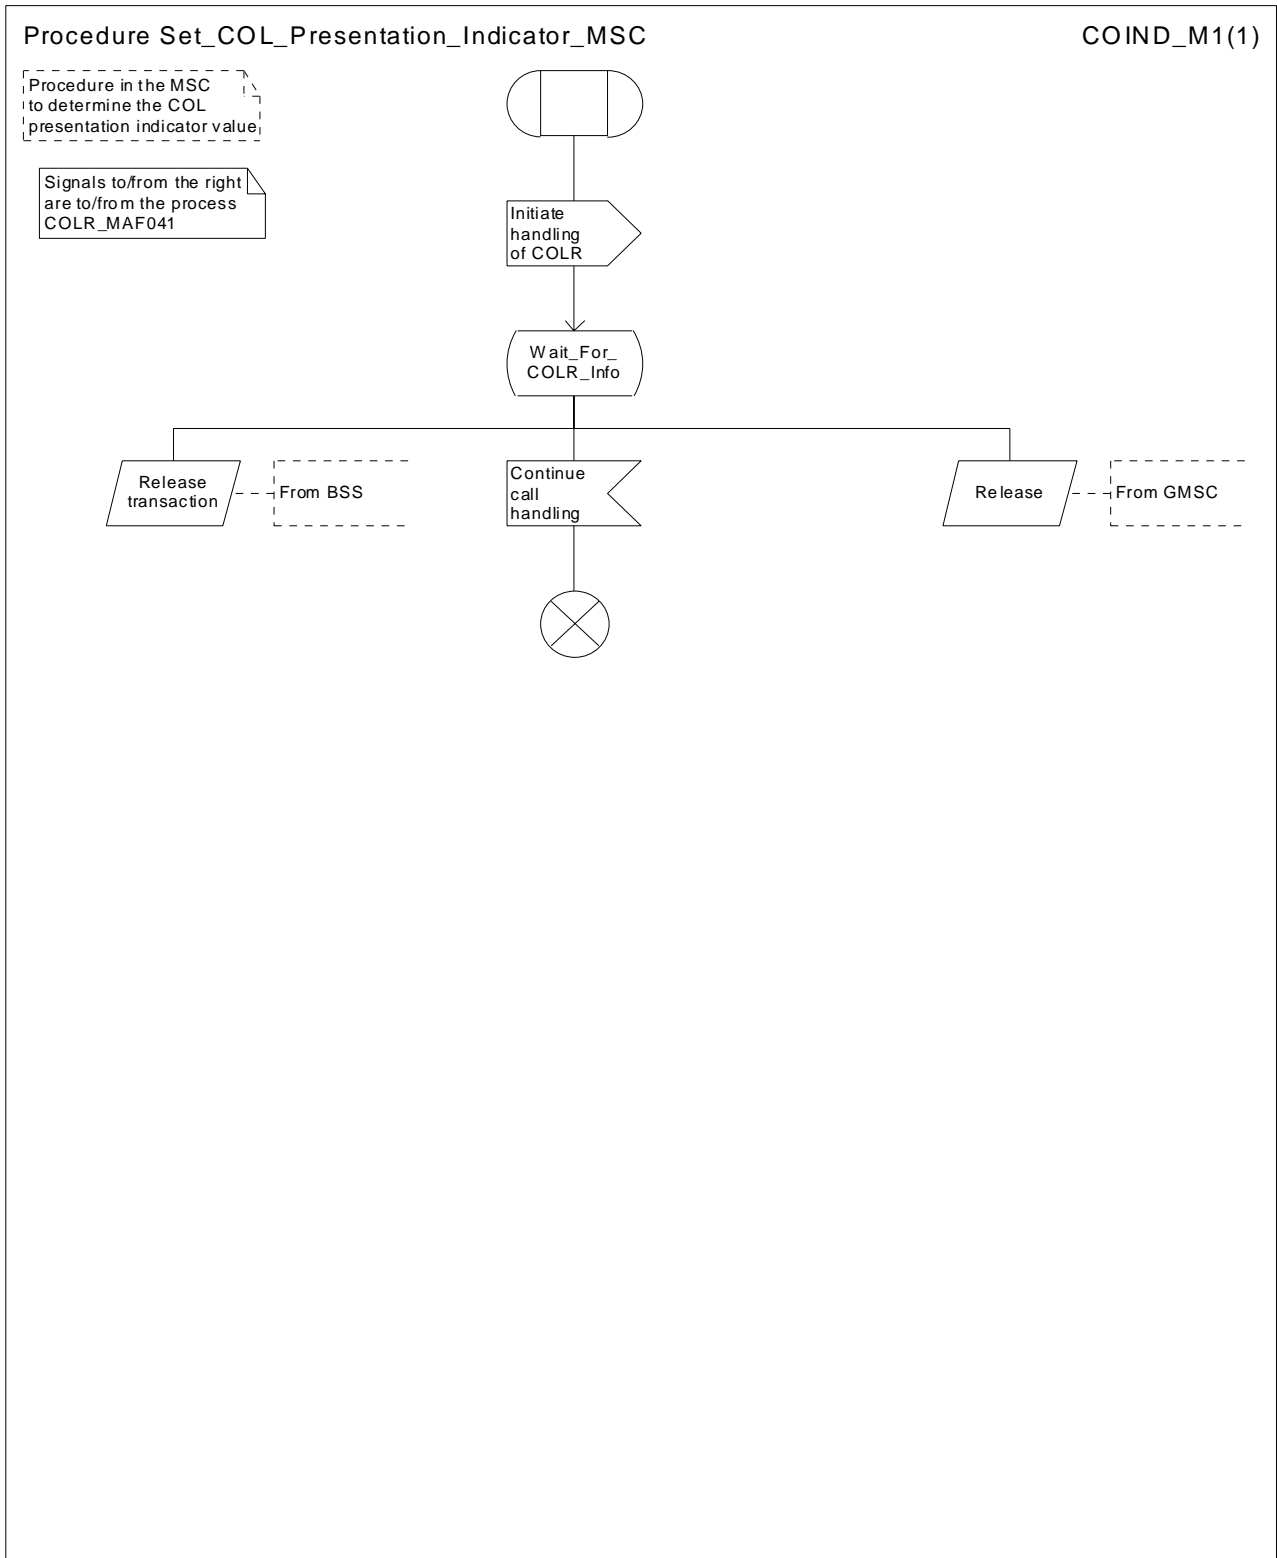 Procedure Set_COL_Presentation_Indicator_MSC
COIND_M1(1)
Procedure in the MSC
to determine the COL
presentation indicator value
Signals to/from the right
are to/from the process
COLR_MAF041
Initiate
handling
of COLR
Wait_For_
COLR_Info
Release
transaction
From BSS
Continue
call
handling
Release
From GMSC